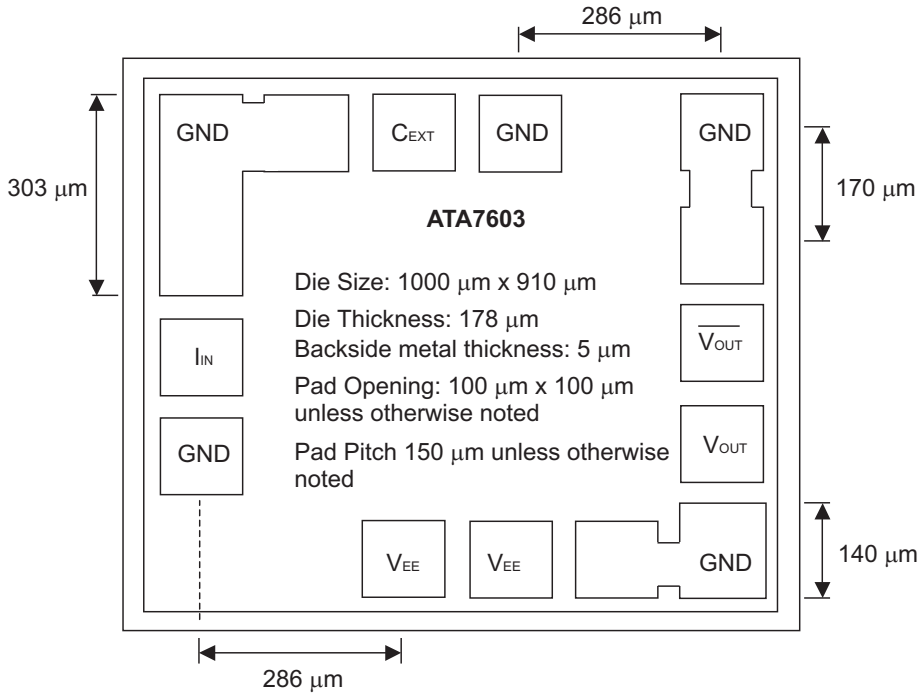 286 μm
GND
CEXT
GND
GND
303 μm
170 μm
ATA7603
Die Size: 1000 μm x 910 μm
Die Thickness: 178 μm
Backside metal thickness: 5 μm
Pad Opening: 100 μm x 100 μm
unless otherwise noted
Pad Pitch 150 μm unless otherwise
noted
IIN
V̅O̅U̅T̅
GND
VOUT
VEE
VEE
GND
140 μm
286 μm